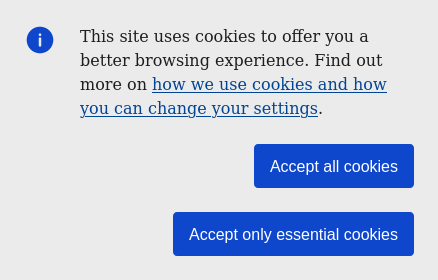 This site uses cookies to offer you a
better browsing experience. Find out
more on how we use cookies and how
you can change your settings.
Accept all cookies
Accept only essential cookies